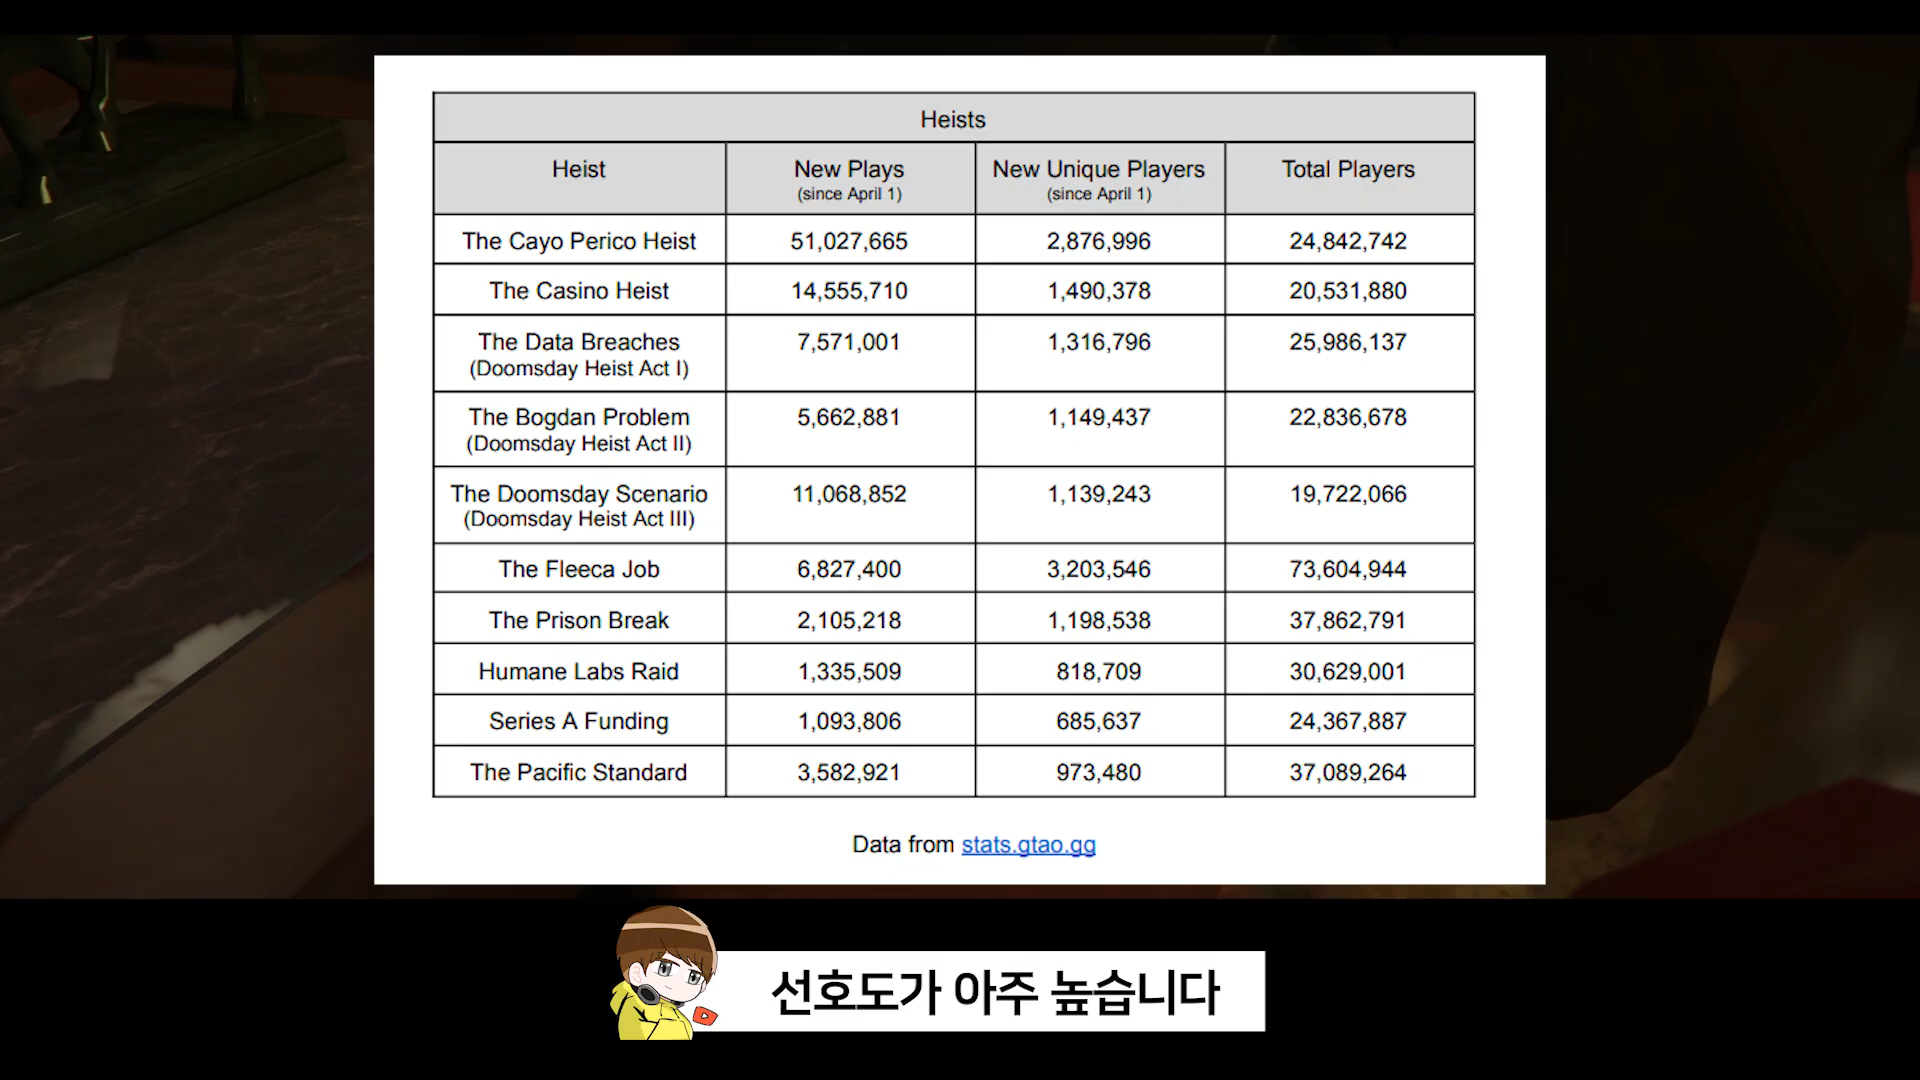 Heists
Heist New Plays New Unique Players Total Players
(since April 1) (since April 1)
The Cayo Perico Heist 51,027,665 2,876,996 24,842,742
The Casino Heist 14,555,710 1,490,378 20,531,880
The Data Breaches 7,571,001 1,316,796 25,986,137
(Doomsday Heist Act I)
The Bogdan Problem 5,662,881 1,149,437 22,836,678
(Doomsday Heist Act II)
The Doomsday Scenario 11,068,852 1,139,243 19,722,066
(Doomsday Heist Act III)
The Fleeca Job 6,827,400 3,203,546 73,604,944
The Prison Break 2,105,218 1,198,538 37,862,791
Humane Labs Raid 1,335,509 818,709 30,629,001
Series A Funding 1,093,806 685,637 24,367,887
The Pacific Standard 3,582,921 973,480 37,089,264
Data from stats.gtao.gg
선호도가 아주 높습니다